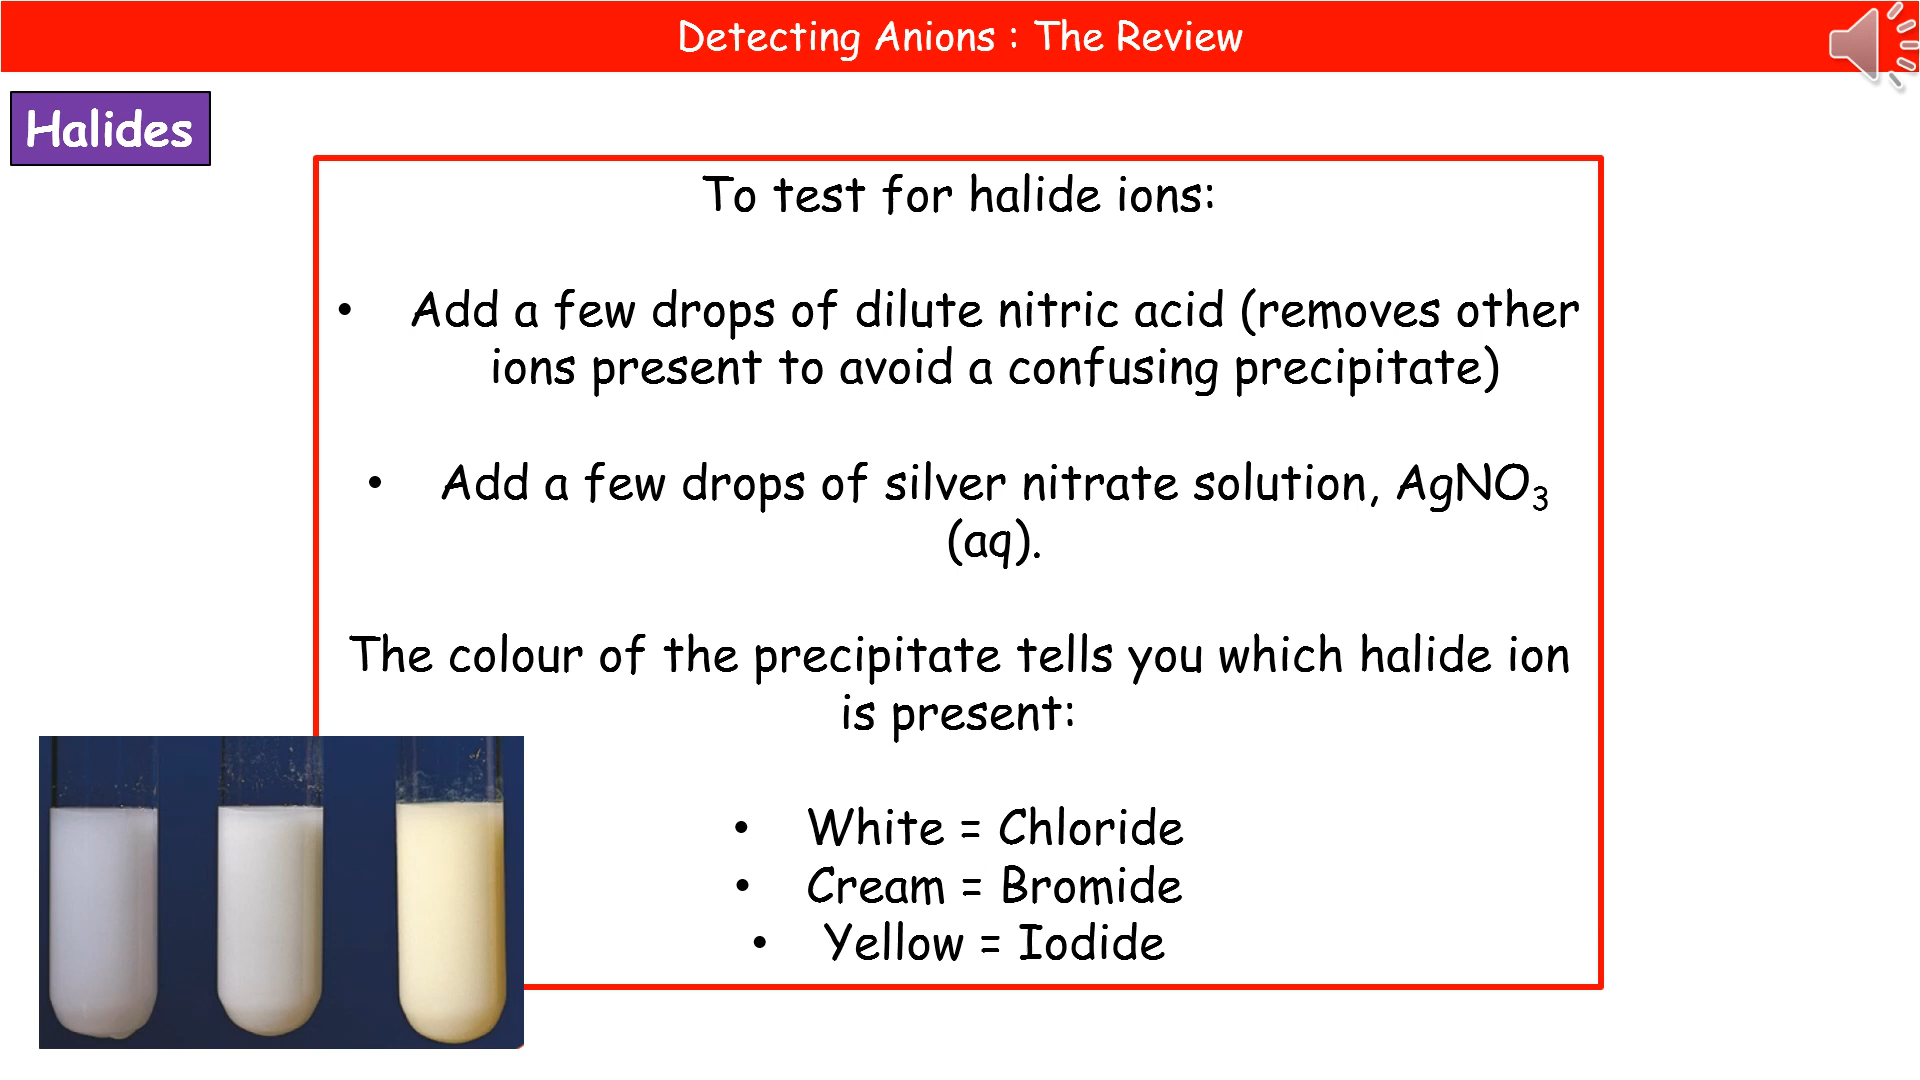 Detecting Anions : The Review
Halides
To test for halide ions:
• Add a few drops of dilute nitric acid (removes other
ions present to avoid a confusing precipitate)
• Add a few drops of silver nitrate solution, AgNO₃
(aq).
The colour of the precipitate tells you which halide ion
is present:
• White = Chloride
• Cream = Bromide
• Yellow = Iodide